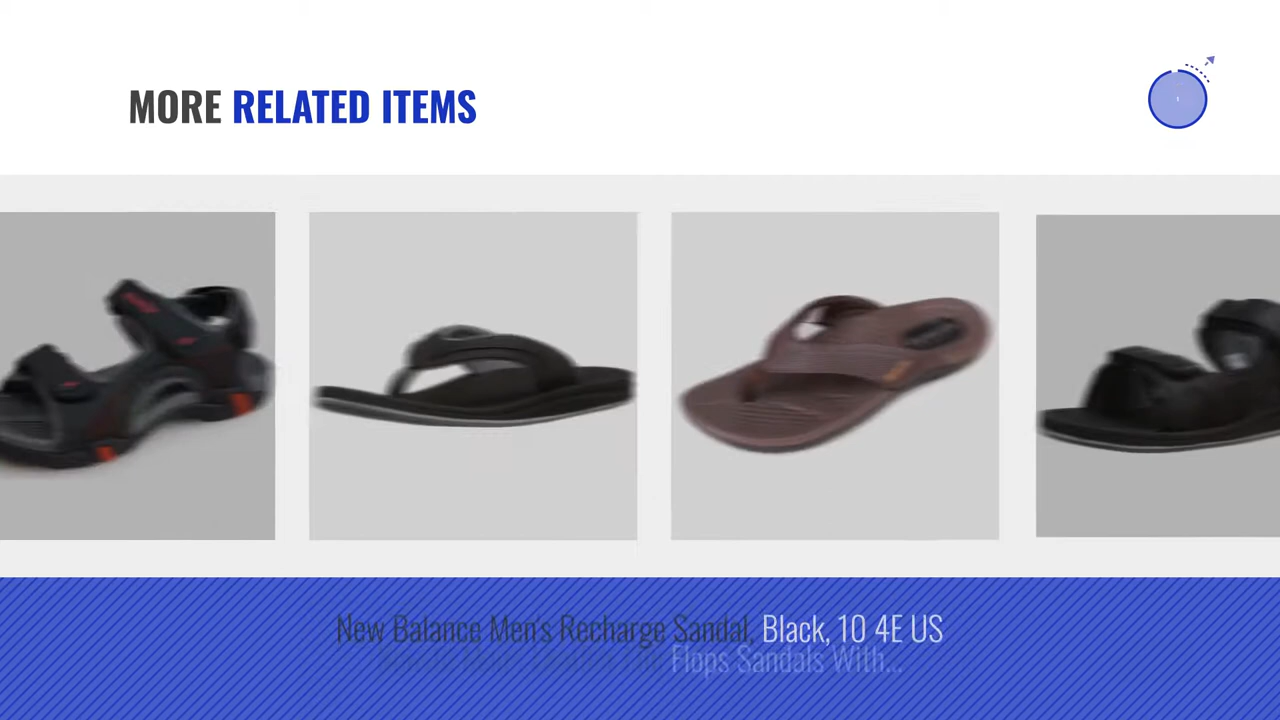 MORE RELATED ITEMS
New Balance Men's Recharge Sandal, Black, 10 4E US
Flops Sandals With...